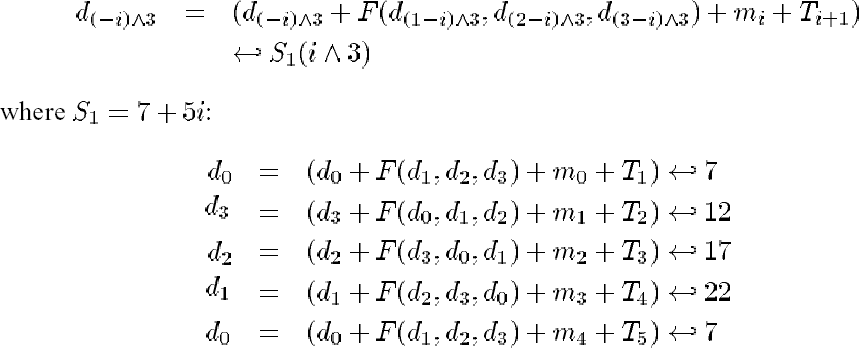 d_{(-i)∧3} = (d_{(-i)∧3} + F(d_{(1-i)∧3}, d_{(2-i)∧3}, d_{(3-i)∧3}) + m_i + T_{i+1})
↩ S_1(i ∧ 3)
where S_1 = 7 + 5i:
d_0 = (d_0 + F(d_1, d_2, d_3) + m_0 + T_1) ↩ 7
d_3 = (d_3 + F(d_0, d_1, d_2) + m_1 + T_2) ↩ 12
d_2 = (d_2 + F(d_3, d_0, d_1) + m_2 + T_3) ↩ 17
d_1 = (d_1 + F(d_2, d_3, d_0) + m_3 + T_4) ↩ 22
d_0 = (d_0 + F(d_1, d_2, d_3) + m_4 + T_5) ↩ 7